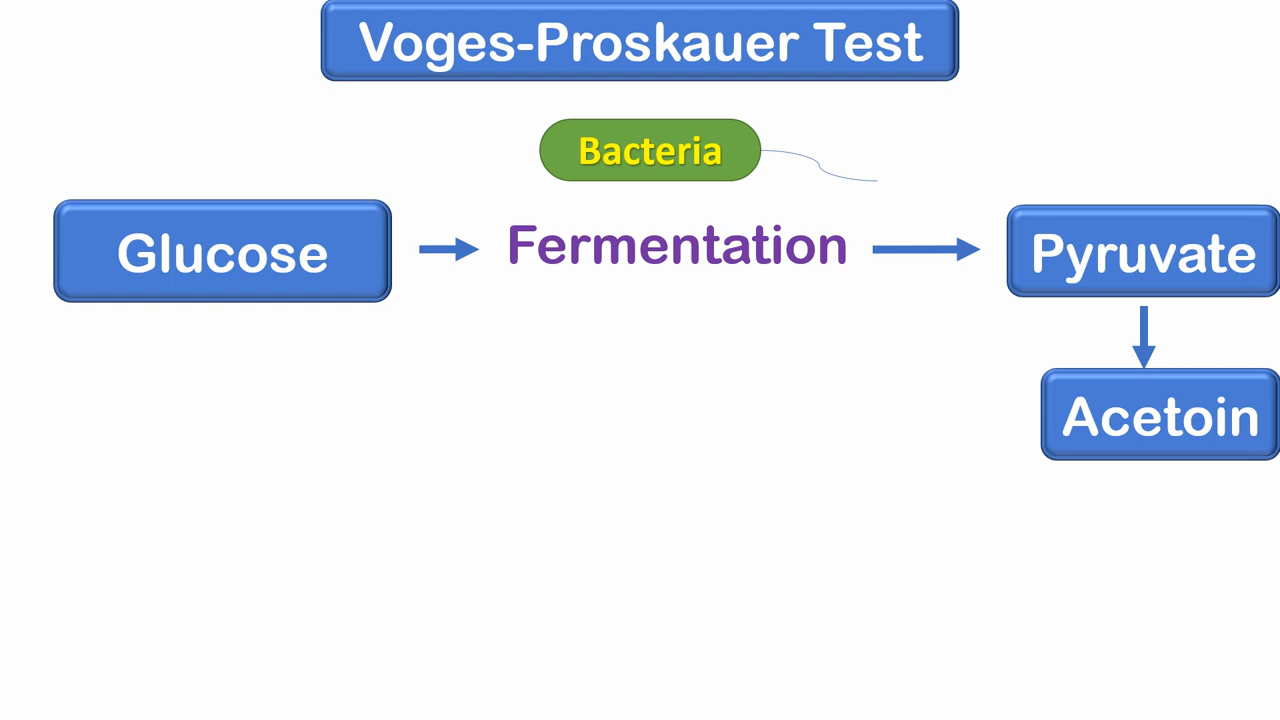 Voges-Proskauer Test
Bacteria
Glucose
Fermentation
Pyruvate
Acetoin